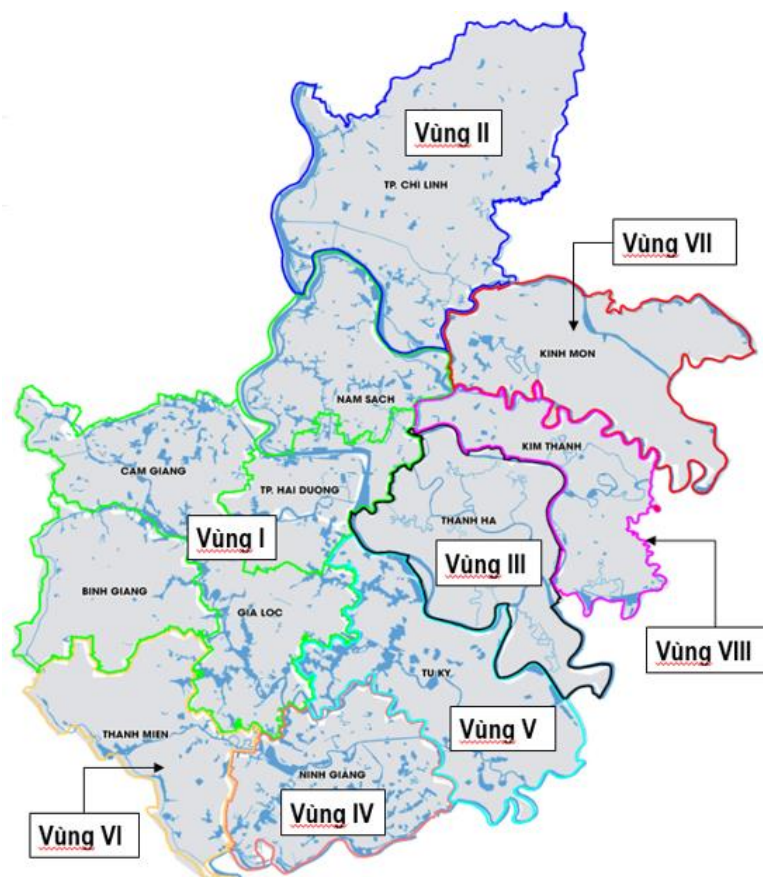 Vùng II
TP. CHI LINH
Vùng VII
KINH MON
NAM SACH
KIM THANH
CAM GIANG
TP. HAI DUONG
THANH HA
Vùng I
Vùng III
BINH GIANG
GIA LOC
Vùng VIII
TU KY
THANH MIEN
Vùng V
NINH GIANG
Vùng IV
Vùng VI